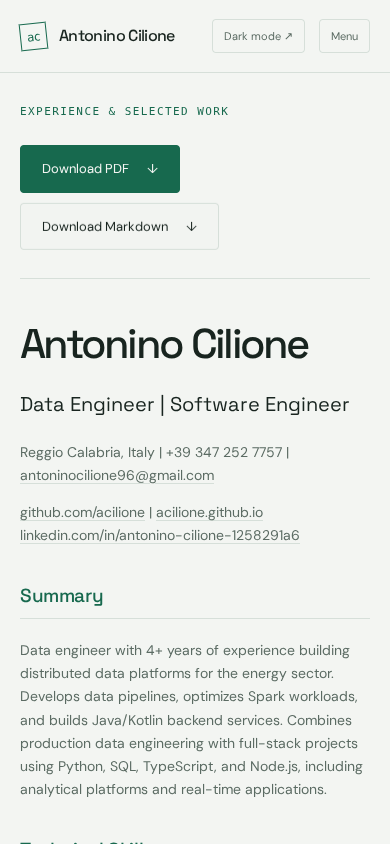 ac
Antonino Cilione
Dark mode ↗
Menu
EXPERIENCE & SELECTED WORK
Download PDF ↓
Download Markdown ↓
Antonino Cilione
Data Engineer | Software Engineer
Reggio Calabria, Italy | +39 347 252 7757 |
antoninocilione96@gmail.com
github.com/acilione | acilione.github.io
linkedin.com/in/antonino-cilione-1258291a6
Summary
Data engineer with 4+ years of experience building
distributed data platforms for the energy sector.
Develops data pipelines, optimizes Spark workloads,
and builds Java/Kotlin backend services. Combines
production data engineering with full-stack projects
using Python, SQL, TypeScript, and Node.js, including
analytical platforms and real-time applications.